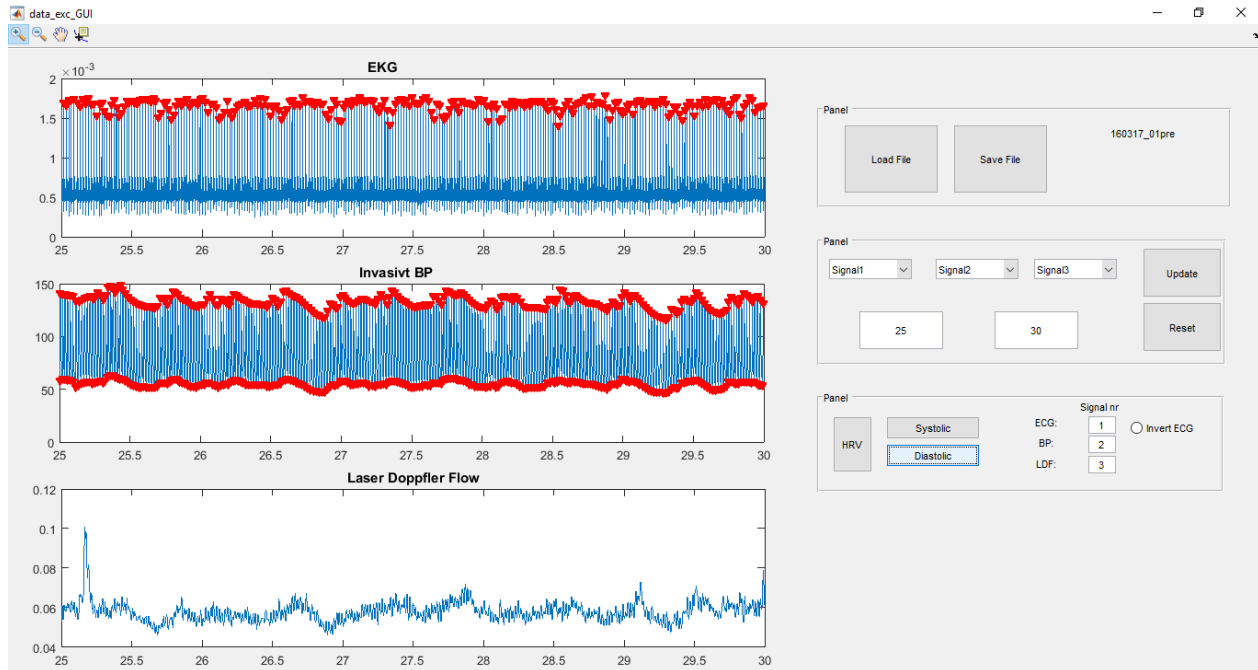 data_exc_GUI
EKG
×10⁻³
2
1.5
1
0.5
0
25 25.5 26 26.5 27 27.5 28 28.5 29 29.5 30
Invasivt BP
150
100
50
0
25 25.5 26 26.5 27 27.5 28 28.5 29 29.5 30
Laser Doppfler Flow
0.12
0.1
0.08
0.06
0.04
25 25.5 26 26.5 27 27.5 28 28.5 29 29.5 30
Panel
Load File Save File 160317_01pre
Panel
Signal1 Signal2 Signal3 Update
25 30 Reset
Panel
Signal nr
HRV
Systolic ECG: 1 Invert ECG
Diastolic BP: 2
LDF: 3